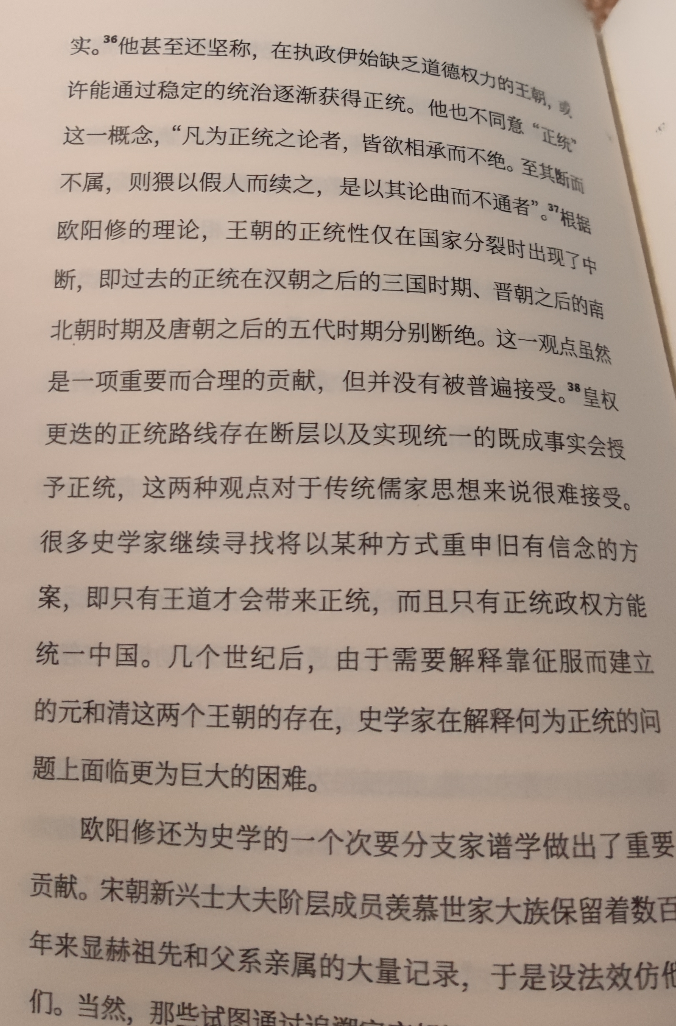 实。³⁶他甚至还坚称，在执政伊始缺乏道德权力的王朝，或
许能通过稳定的统治逐渐获得正统。他也不同意“正统”
这一概念，“凡为正统之论者，皆欲相承而不绝。至其断而
不属，则猥以假人而续之，是以其论曲而不通者”。³⁷根据
欧阳修的理论，王朝的正统性仅在国家分裂时出现了中
断，即过去的正统在汉朝之后的三国时期、晋朝之后的南
北朝时期及唐朝之后的五代时期分别断绝。这一观点虽然
是一项重要而合理的贡献，但并没有被普遍接受。³⁸皇权
更迭的正统路线存在断层以及实现统一的既成事实会授
予正统，这两种观点对于传统儒家思想来说很难接受。
很多史学家继续寻找将以某种方式重申旧有信念的方
案，即只有王道才会带来正统，而且只有正统政权方能
统一中国。几个世纪后，由于需要解释靠征服而建立
的元和清这两个王朝的存在，史学家在解释何为正统的问
题上面临更为巨大的困难。
欧阳修还为史学的一个次要分支家谱学做出了重要
贡献。宋朝新兴士大夫阶层成员羡慕世家大族保留着数百
年来显赫祖先和父系亲属的大量记录，于是设法效仿他
们。当然，那些试图通过追溯